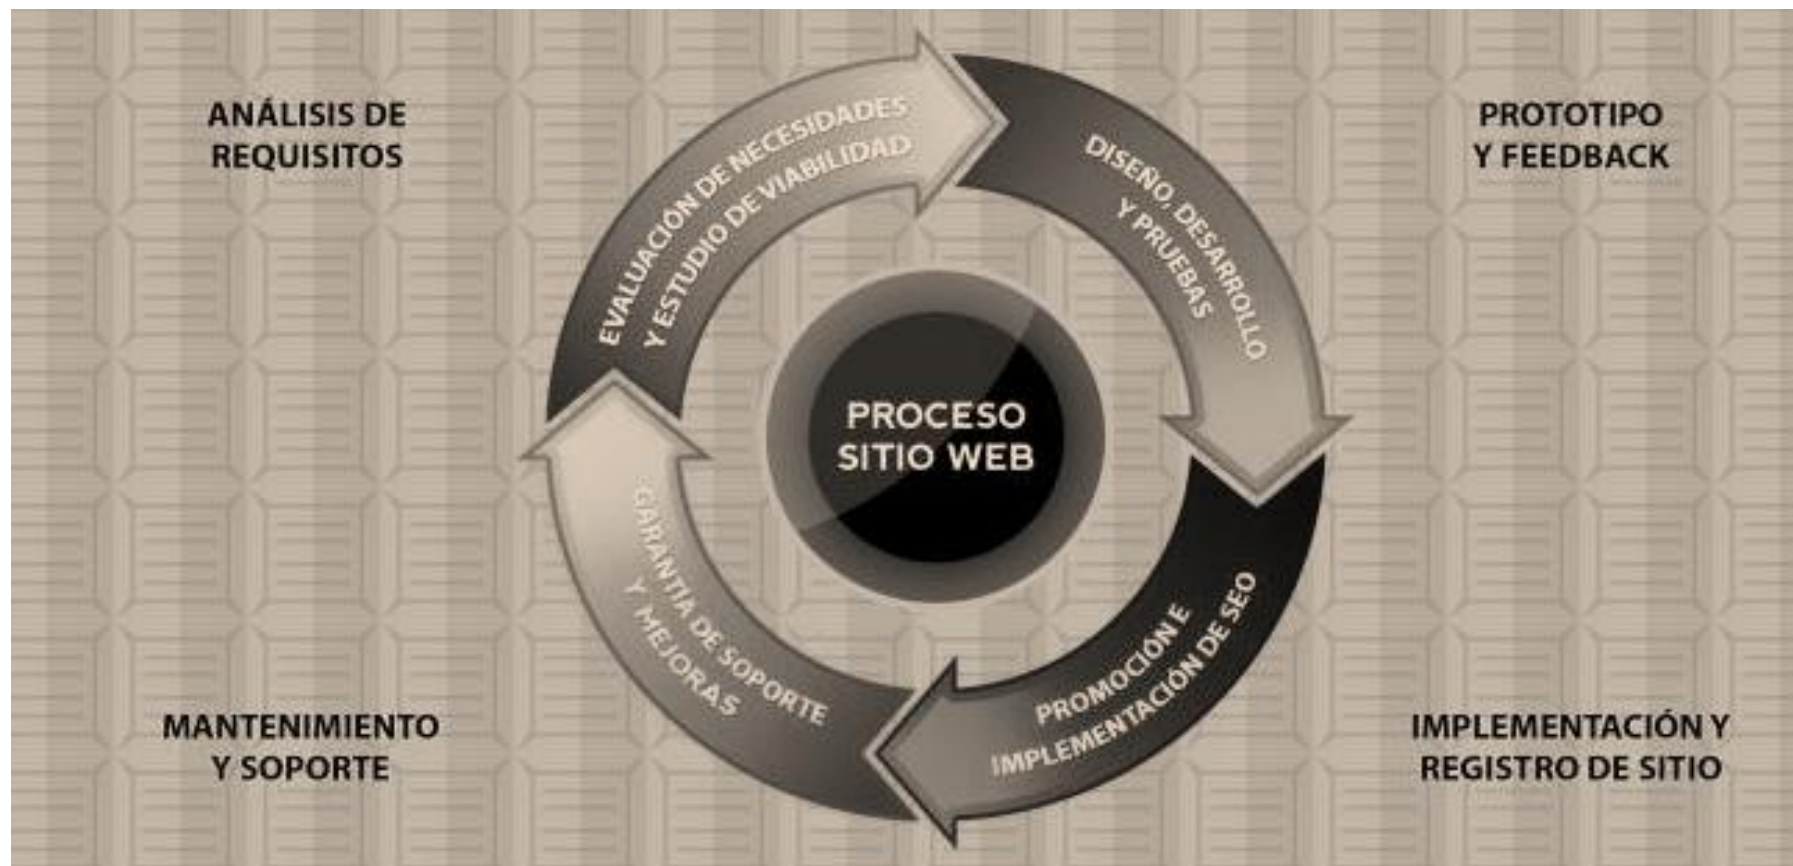 ANÁLISIS DE
REQUISITOS
EVALUACIÓN DE NECESIDADES
Y ESTUDIO DE VIABILIDAD
PROTOTIPO
Y FEEDBACK
DISEÑO, DESARROLLO
Y PRUEBAS
PROCESO
SITIO WEB
IMPLEMENTACIÓN Y
REGISTRO DE SITIO
PROMOCIÓN E
IMPLEMENTACIÓN DE SEO
MANTENIMIENTO
Y SOPORTE
GARANTIA DE SOPORTE
Y MEJORAS